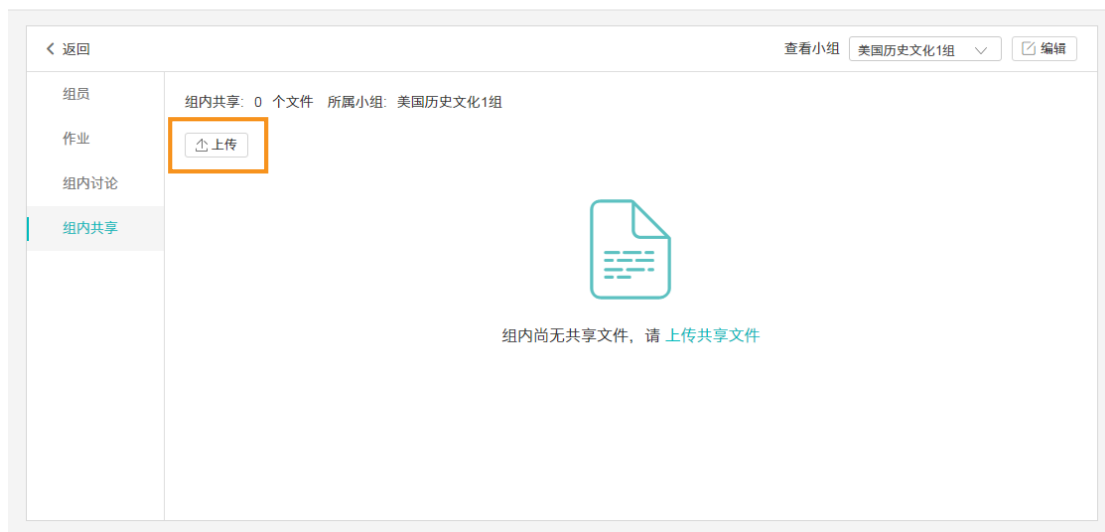 返回 查看小组 美国历史文化1组 编辑
组员
组内共享: 0 个文件 所属小组: 美国历史文化1组
作业
上传
组内讨论
组内共享
组内尚无共享文件，请 上传共享文件